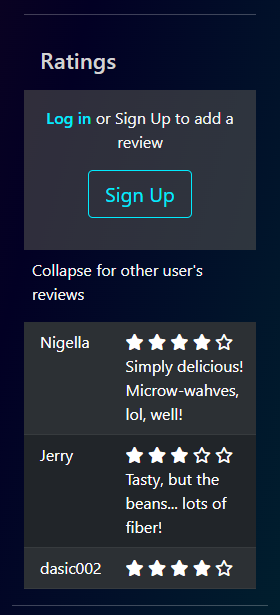 Ratings
Log in or Sign Up to add a
review
Sign Up
Collapse for other user's
reviews
Nigella
Simply delicious!
Microw-wahves,
lol, well!
Jerry
Tasty, but the
beans... lots of
fiber!
dasic002